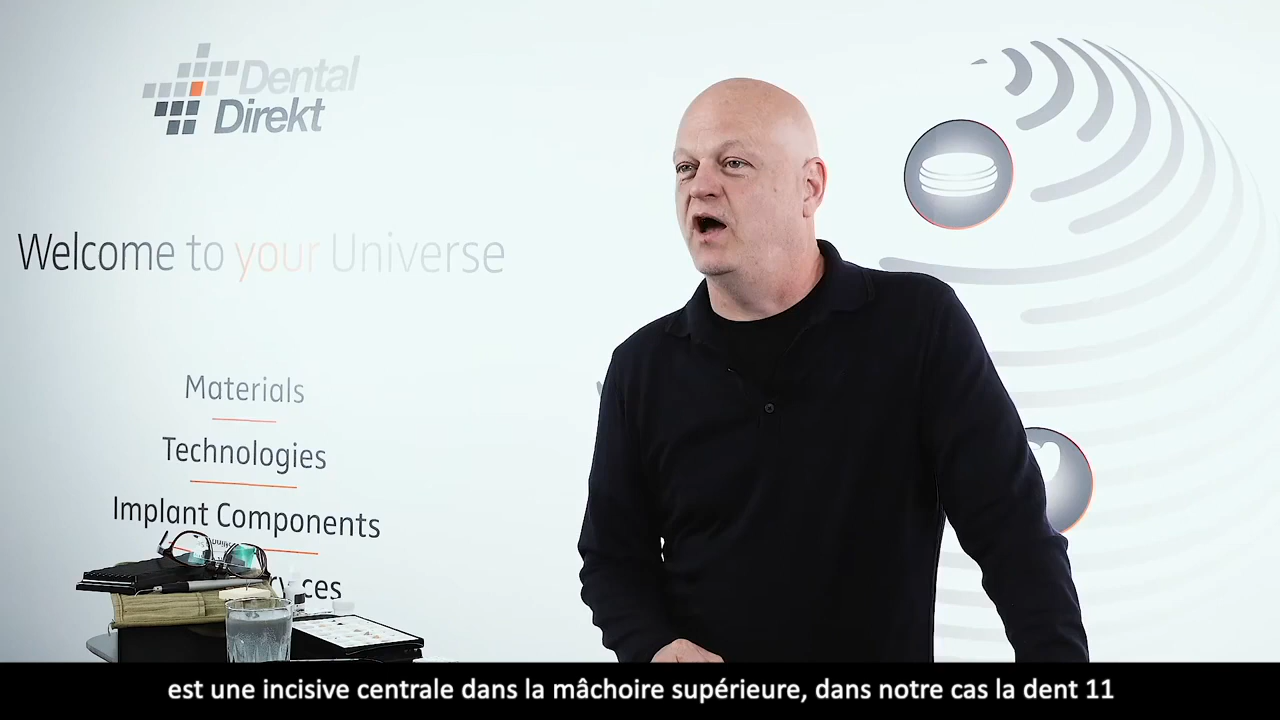 Dental
Direkt
Welcome to your Universe
Materials
Technologies
Implant Components
ces
est une incisive centrale dans la mâchoire supérieure, dans notre cas la dent 11